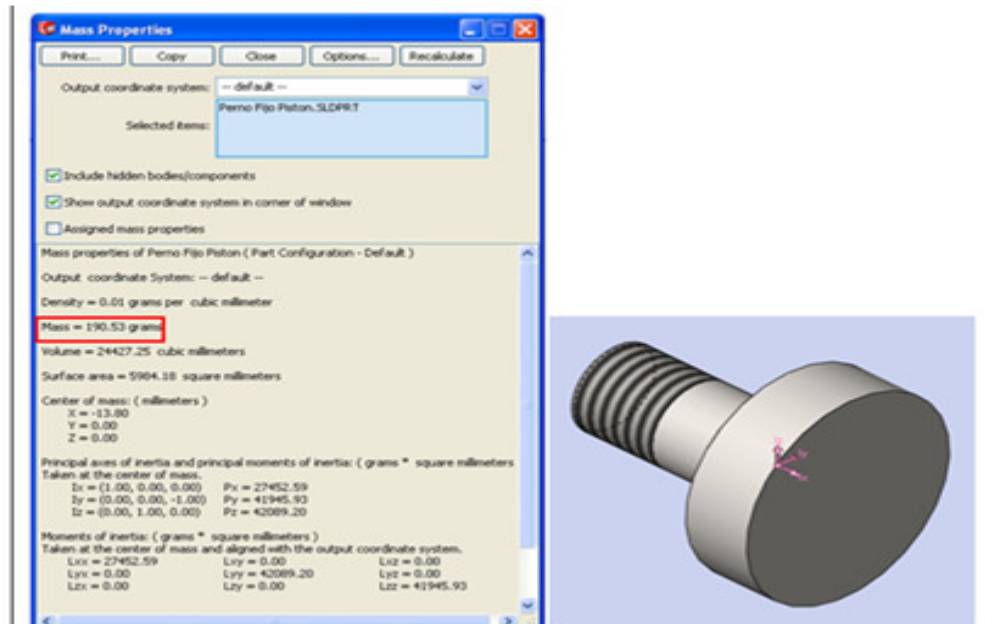 Mass Properties
Print... Copy Close Options... Recalculate
Output coordinate system: -- default --
Perno Fijo Piston.SLDPRT
Selected items:
Include hidden bodies/components
Show output coordinate system in corner of window
Assigned mass properties
Mass properties of Perno Fijo Piston ( Part Configuration - Default )
Output coordinate System: -- default --
Density = 0.01 grams per cubic millimeter
Mass = 190.53 grams
Volume = 24427.25 cubic millimeters
Surface area = 5984.18 square millimeters
Center of mass: ( millimeters )
X = -13.80
Y = 0.00
Z = 0.00
Principal axes of inertia and principal moments of inertia: ( grams * square millimeters
Taken at the center of mass.
Ix = (1.00, 0.00, 0.00) Px = 27452.59
Iy = (0.00, 0.00, -1.00) Py = 41945.93
Iz = (0.00, 1.00, 0.00) Pz = 42089.20
Moments of inertia: ( grams * square millimeters )
Taken at the center of mass and aligned with the output coordinate system.
Lxx = 27452.59 Lxy = 0.00 Lxz = 0.00
Lyx = 0.00 Lyy = 42089.20 Lyz = 0.00
Lzx = 0.00 Lzy = 0.00 Lzz = 41945.93